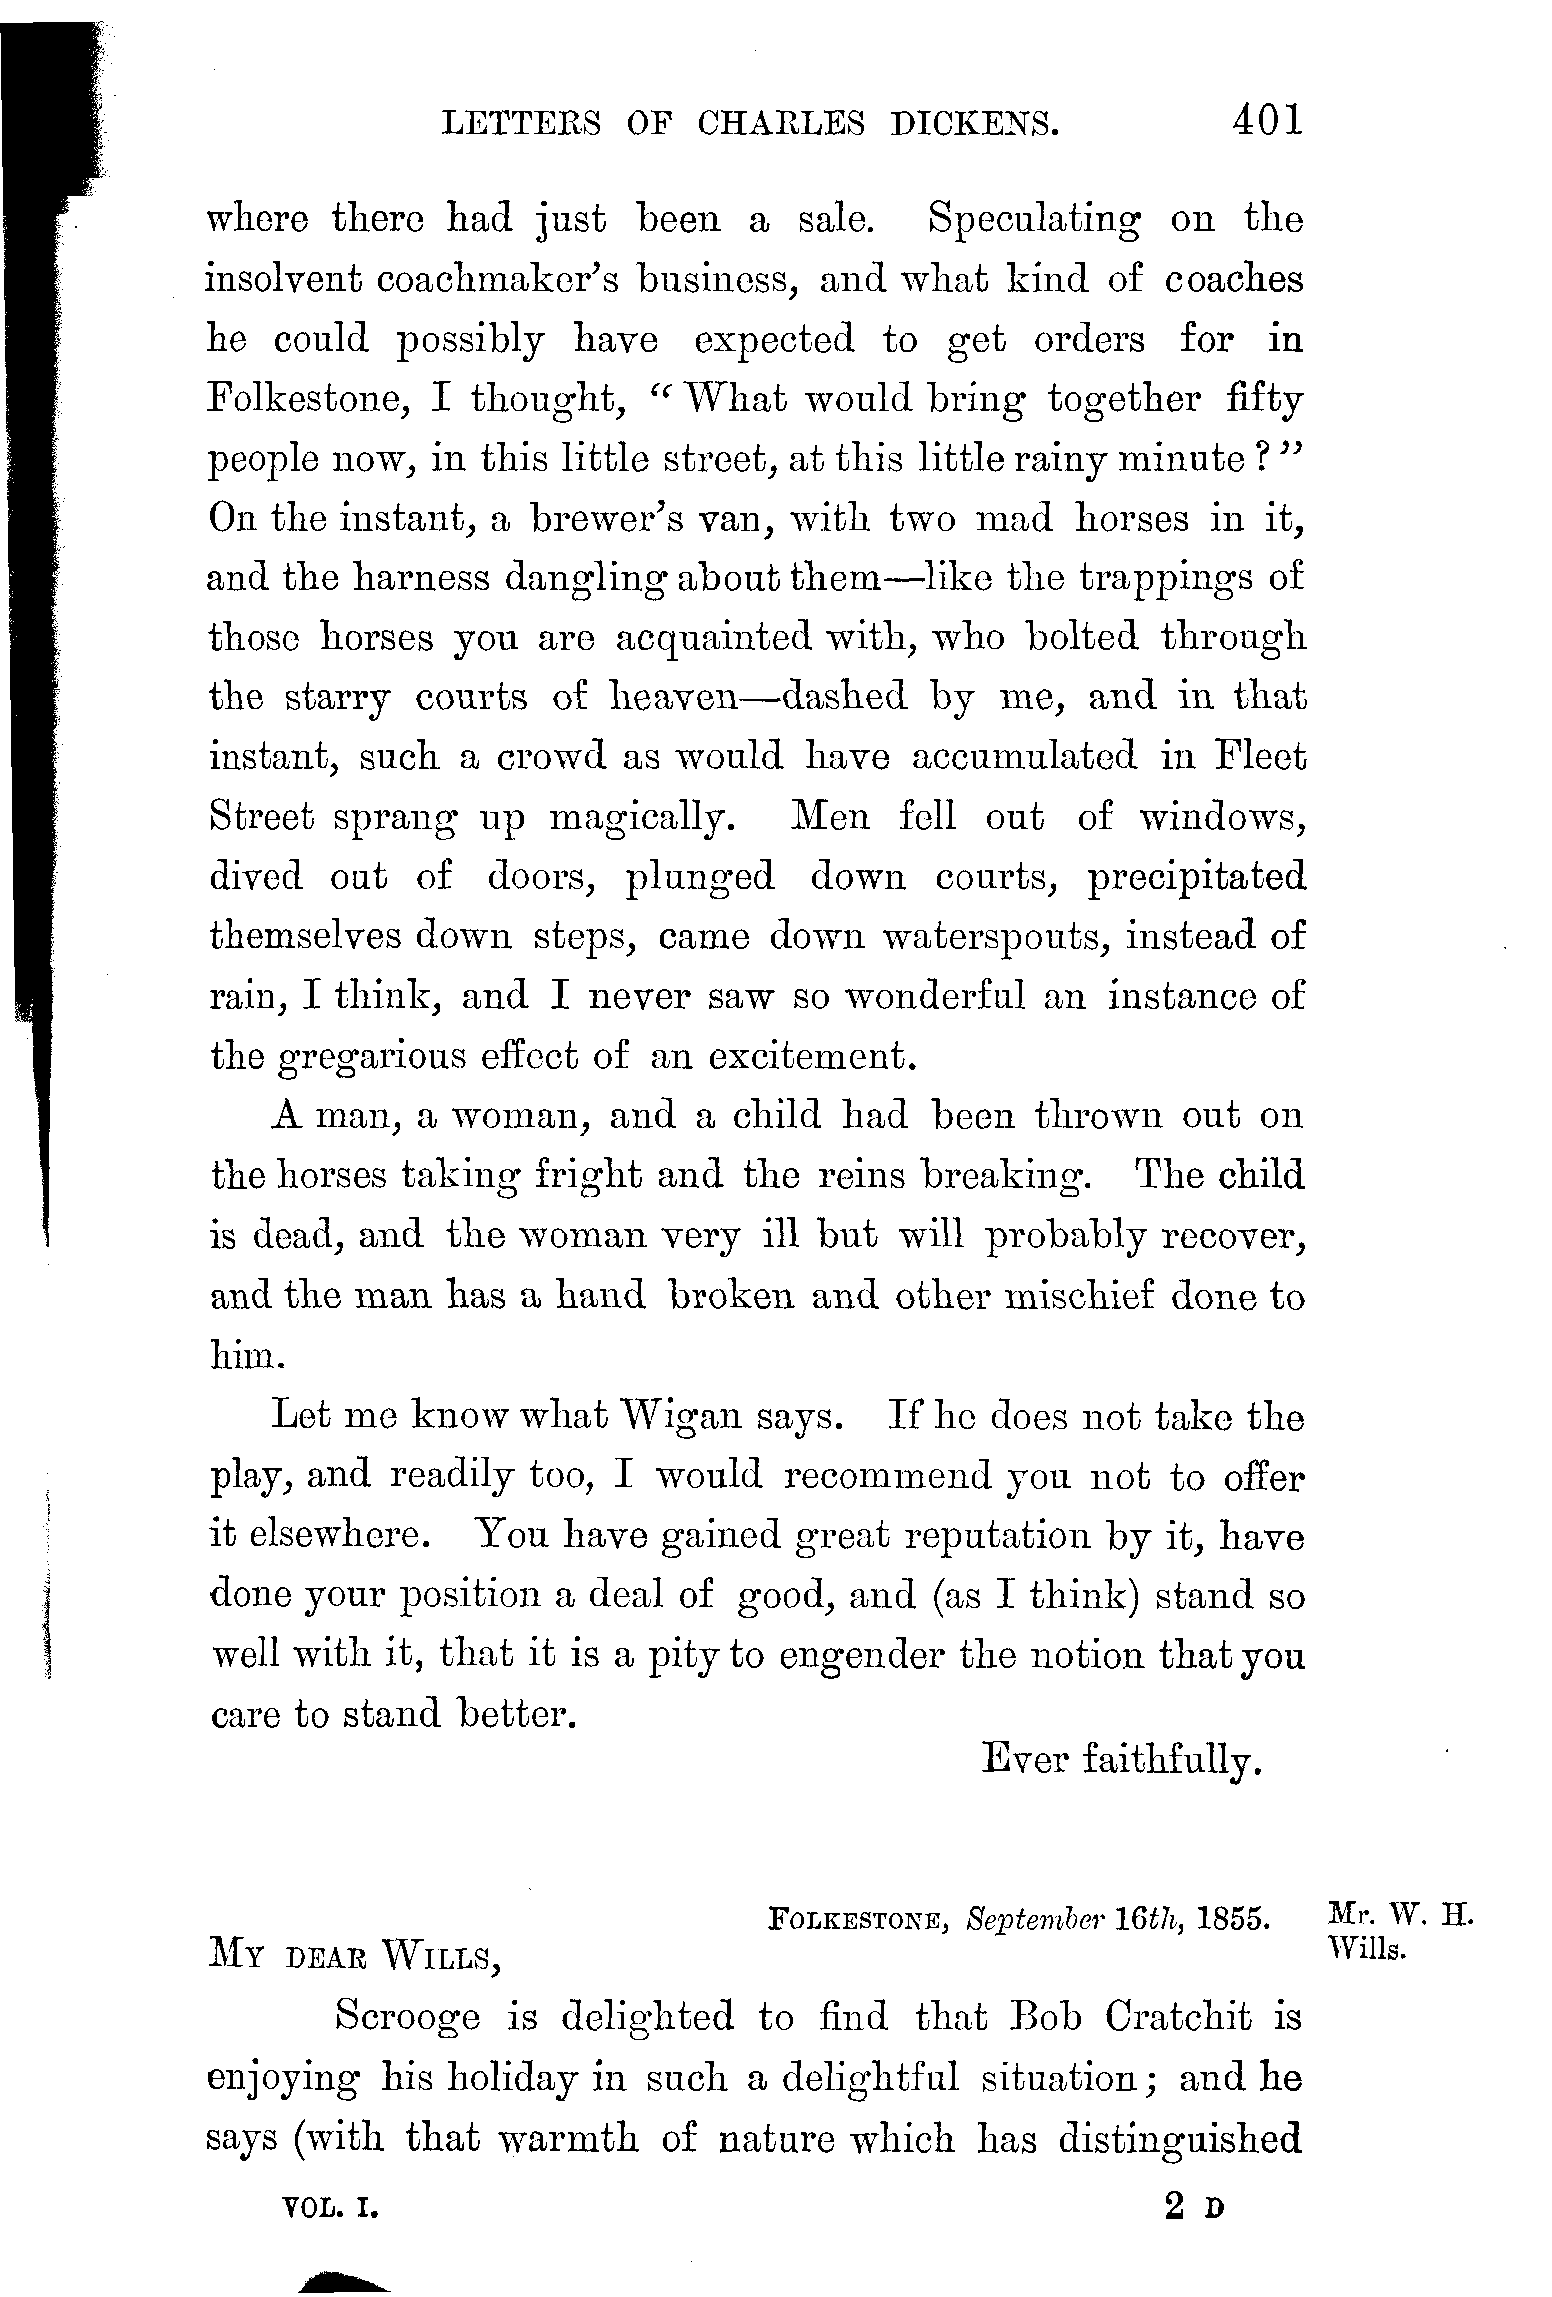 LETTERS OF CHARLES DICKENS. 401
where there had just been a sale. Speculating on the
insolvent coachmaker's business, and what kind of coaches
he could possibly have expected to get orders for in
Folkestone, I thought, “What would bring together fifty
people now, in this little street, at this little rainy minute?”
On the instant, a brewer's van, with two mad horses in it,
and the harness dangling about them—like the trappings of
those horses you are acquainted with, who bolted through
the starry courts of heaven—dashed by me, and in that
instant, such a crowd as would have accumulated in Fleet
Street sprang up magically. Men fell out of windows,
dived out of doors, plunged down courts, precipitated
themselves down steps, came down waterspouts, instead of
rain, I think, and I never saw so wonderful an instance of
the gregarious effect of an excitement.
A man, a woman, and a child had been thrown out on
the horses taking fright and the reins breaking. The child
is dead, and the woman very ill but will probably recover,
and the man has a hand broken and other mischief done to
him.
Let me know what Wigan says. If he does not take the
play, and readily too, I would recommend you not to offer
it elsewhere. You have gained great reputation by it, have
done your position a deal of good, and (as I think) stand so
well with it, that it is a pity to engender the notion that you
care to stand better.
Ever faithfully.
FOLKESTONE, September 16th, 1855.
Mr. W. H.
Wills.
MY DEAR WILLS,
Scrooge is delighted to find that Bob Cratchit is
enjoying his holiday in such a delightful situation; and he
says (with that warmth of nature which has distinguished
VOL. I. 2 D